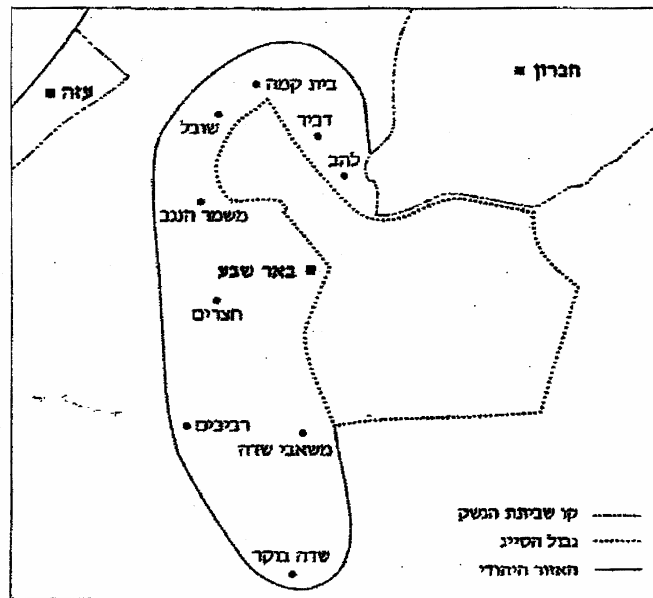 חברון
בית קמה
עזה
שובל
דביר
להב
משמר הנגב
באר שבע
חצרים
רביבים
משאבי שדה
שדה בוקר
קו שביתת הנשק
גבול הסייג
האזור היהודי